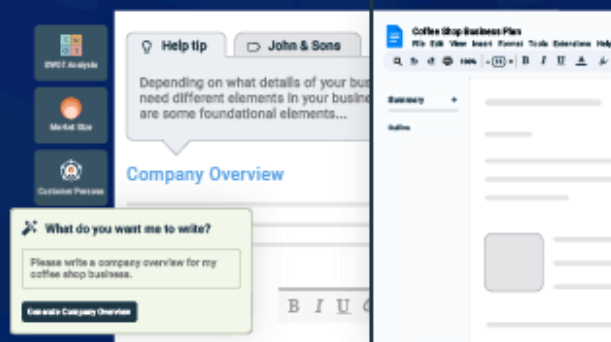 SWOT Analysis
Market Size
Customer Persona
Help tip
John & Sons
Depending on what details of your bus
need different elements in your busine
are some foundational elements...
Company Overview
What do you want me to write?
Please write a company overview for my
coffee shop business.
Generate Company Overview
B I U
Coffee Shop Business Plan
File Edit View Insert Format Tools Extensions Help
100%
B I U A
Summary +
Outline